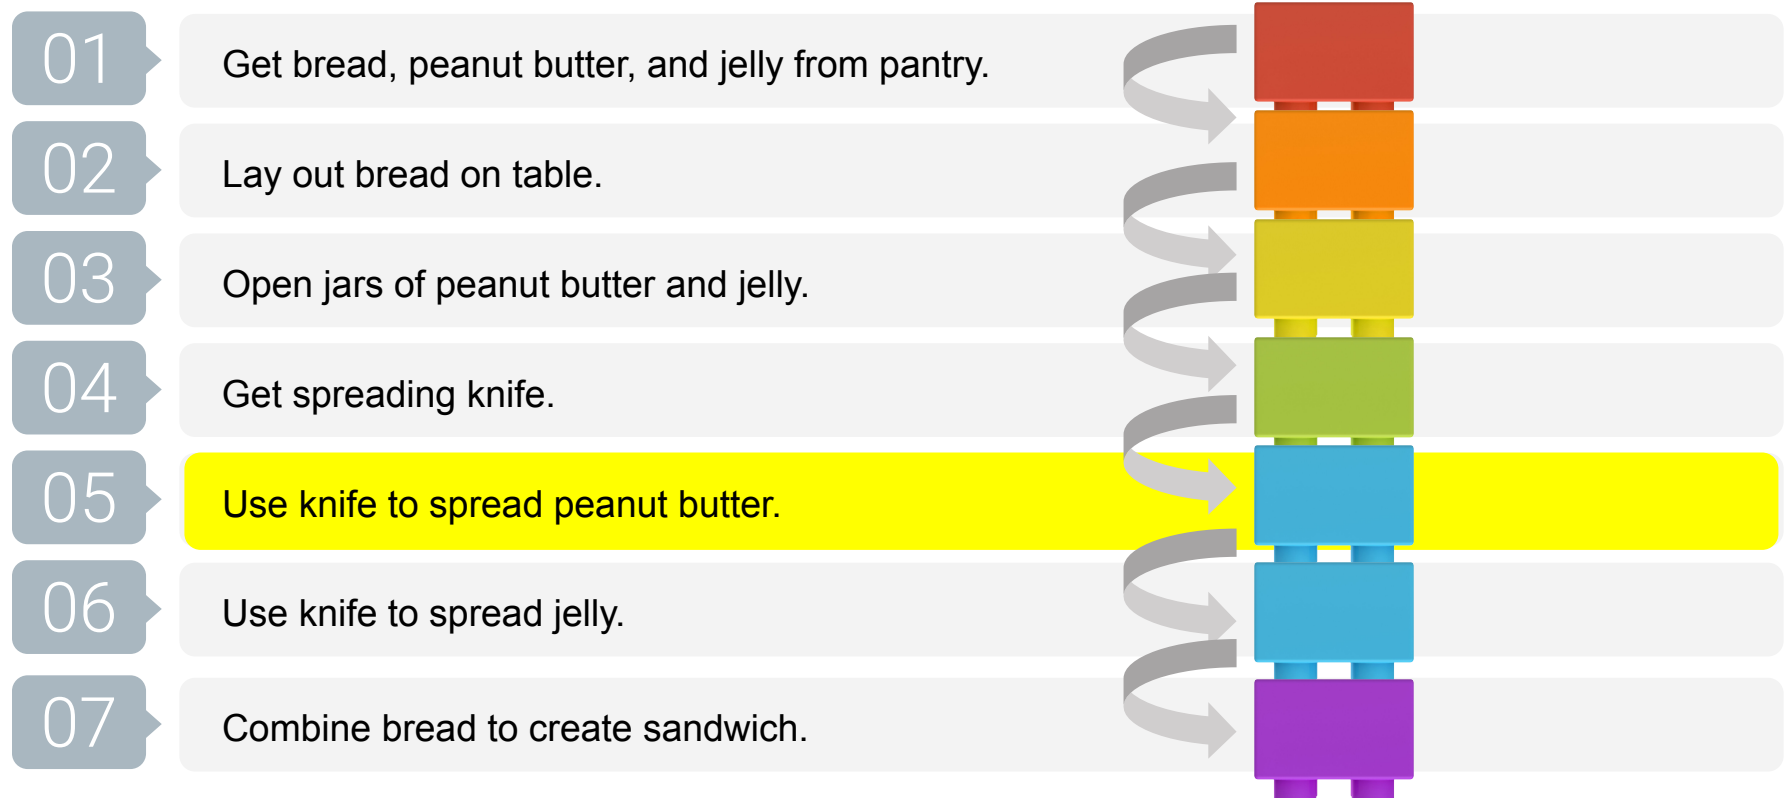 01
Get bread, peanut butter, and jelly from pantry.
02
Lay out bread on table.
03
Open jars of peanut butter and jelly.
04
Get spreading knife.
05
Use knife to spread peanut butter.
06
Use knife to spread jelly.
07
Combine bread to create sandwich.